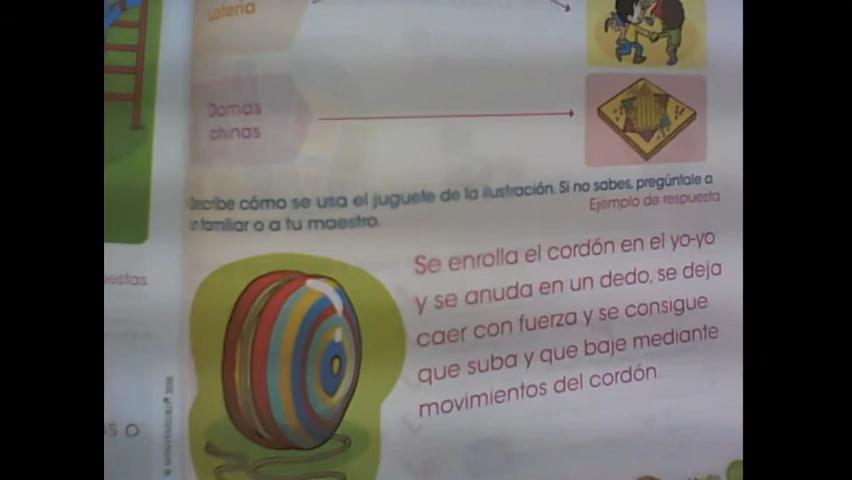 Lotería
Damas
chinas
Describe cómo se usa el juguete de la ilustración. Si no sabes, pregúntale a
un familiar o a tu maestro.
Ejemplo de respuesta
Se enrolla el cordón en el yo-yo
y se anuda en un dedo, se deja
caer con fuerza y se consigue
que suba y que baje mediante
movimientos del cordón.
estas
s o